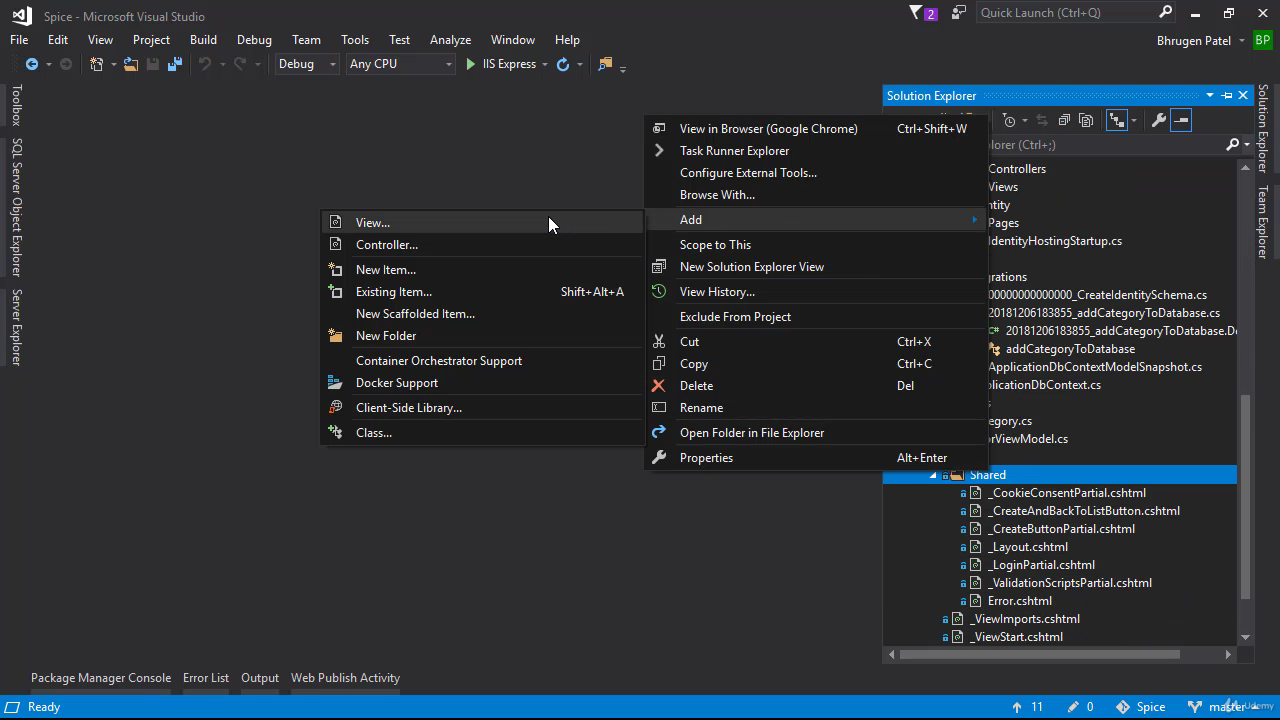 Spice - Microsoft Visual Studio
2
Quick Launch (Ctrl+Q)
File Edit View Project Build Debug Team Tools Test Analyze Window Help
Bhrugen Patel BP
Debug Any CPU IIS Express
Toolbox
SQL Server Object Explorer
Server Explorer
Solution Explorer
Team Explorer
Solution Explorer
View in Browser (Google Chrome) Ctrl+Shift+W
Task Runner Explorer
Configure External Tools...
Browse With...
Add
Scope to This
New Solution Explorer View
View History...
Exclude From Project
Cut Ctrl+X
Copy Ctrl+C
Delete Del
Rename
Open Folder in File Explorer
Properties Alt+Enter
View...
Controller...
New Item...
Existing Item... Shift+Alt+A
New Scaffolded Item...
New Folder
Container Orchestrator Support
Docker Support
Client-Side Library...
Class...
plorer (Ctrl+;)
Controllers
Views
ntity
Pages
dentityHostingStartup.cs
grations
00000000000000_CreateIdentitySchema.cs
20181206183855_addCategoryToDatabase.cs
20181206183855_addCategoryToDatabase.De
addCategoryToDatabase
ApplicationDbContextModelSnapshot.cs
pplicationDbContext.cs
s
egory.cs
orViewModel.cs
Shared
_CookieConsentPartial.cshtml
_CreateAndBackToListButton.cshtml
_CreateButtonPartial.cshtml
_Layout.cshtml
_LoginPartial.cshtml
_ValidationScriptsPartial.cshtml
Error.cshtml
_ViewImports.cshtml
_ViewStart.cshtml
Package Manager Console Error List Output Web Publish Activity
Ready 11 0 Spice master
Udemy